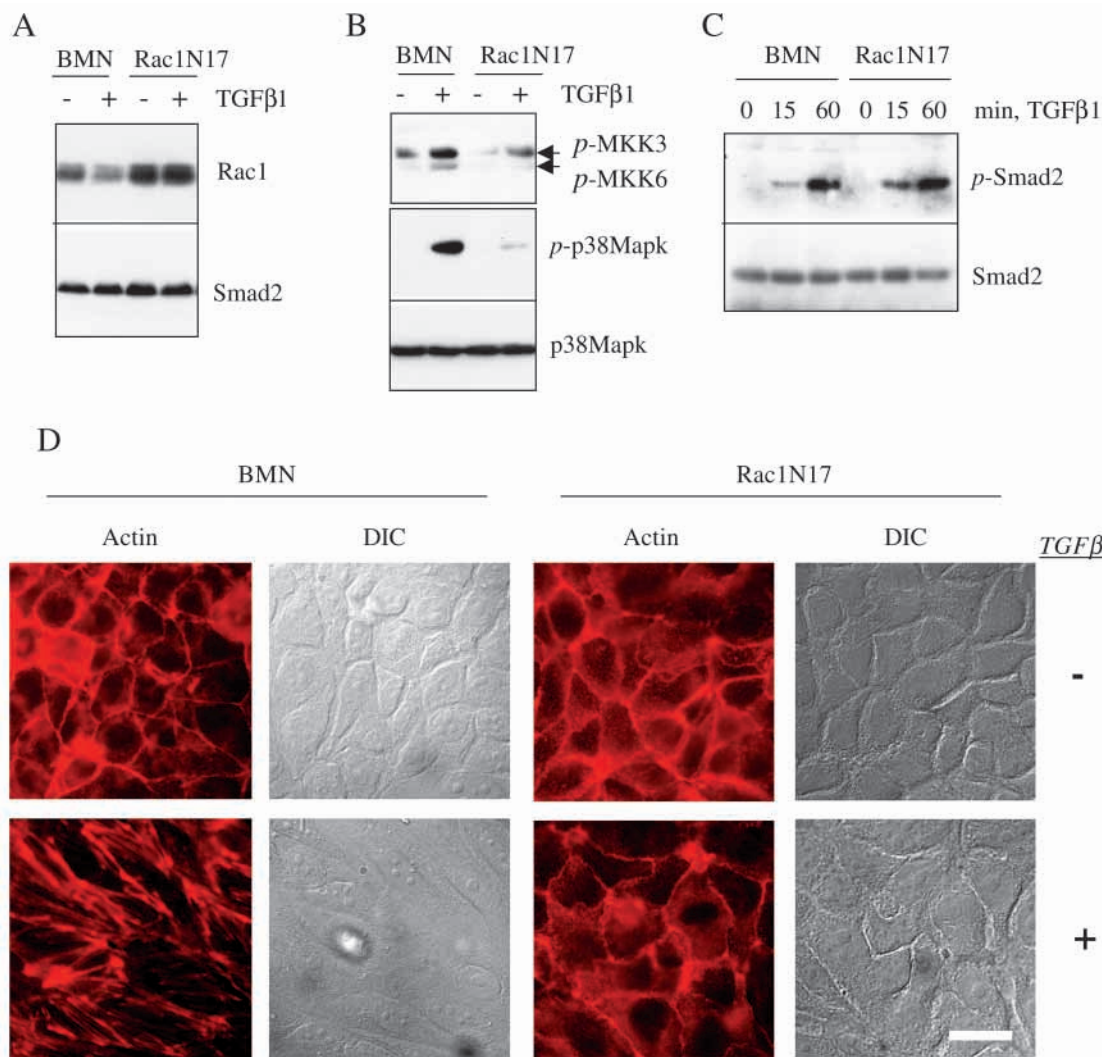 A
BMN Rac1N17
- + - + TGFβ1
Rac1
Smad2
B
BMN Rac1N17
- + - + TGFβ1
p-MKK3
p-MKK6
p-p38Mapk
p38Mapk
C
BMN Rac1N17
0 15 60 0 15 60 min, TGFβ1
p-Smad2
Smad2
D
BMN Rac1N17
Actin DIC Actin DIC TGFβ
-
+